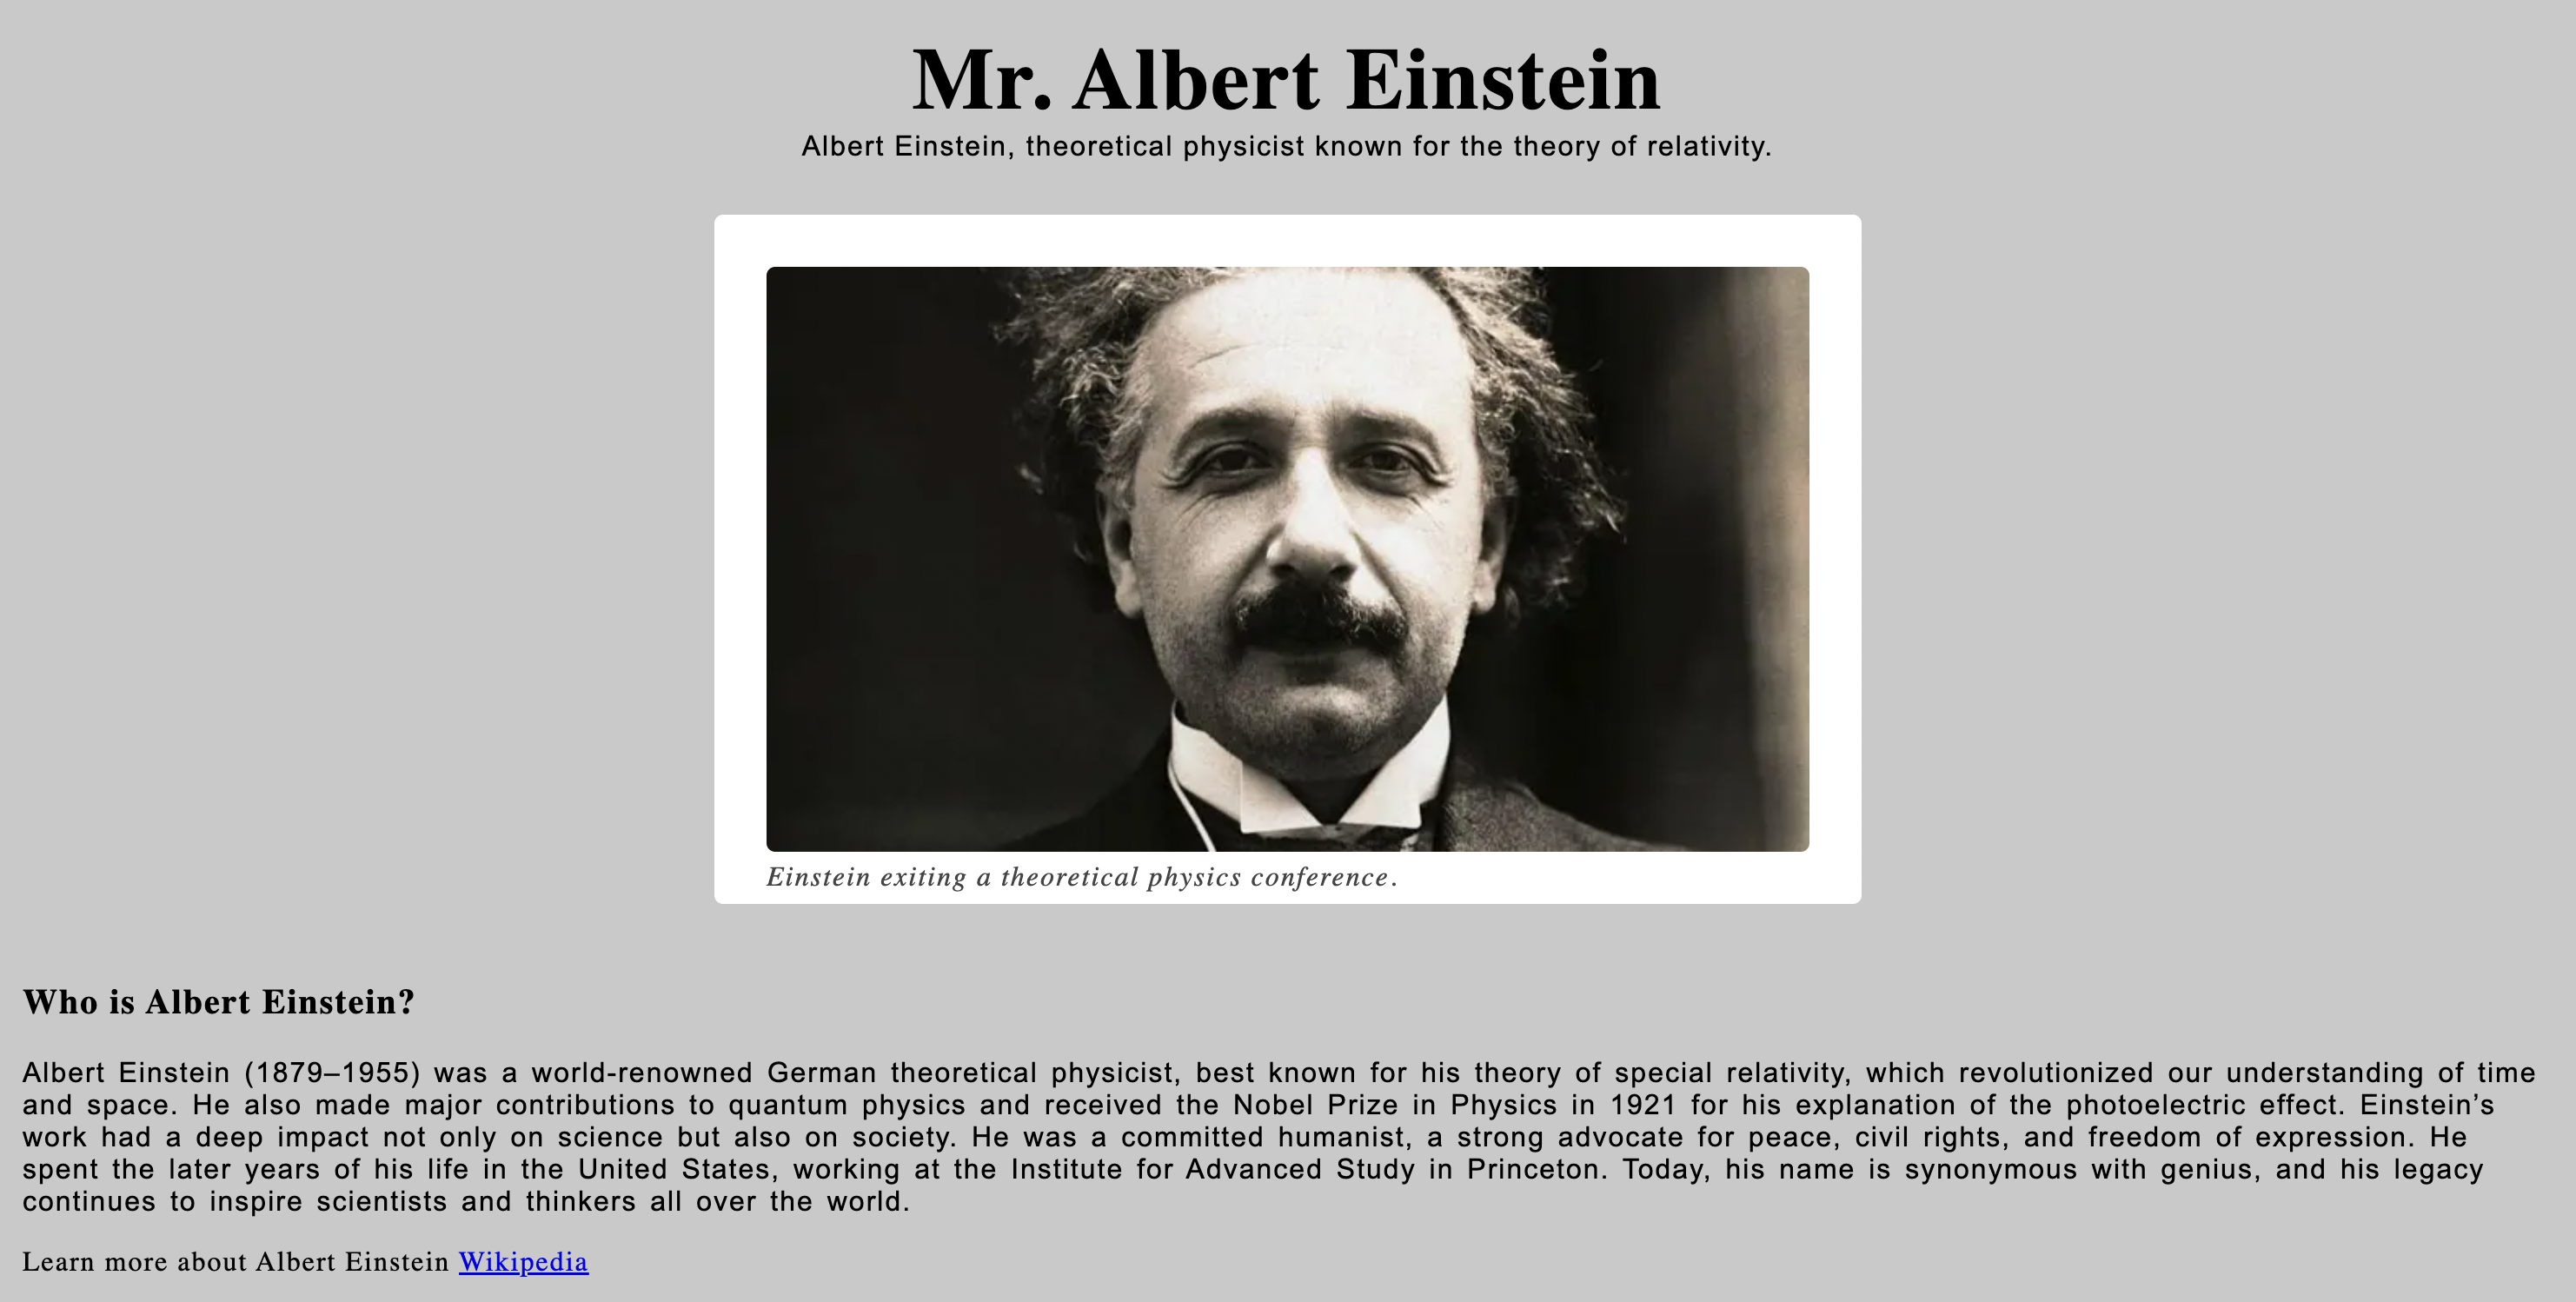 Mr. Albert Einstein
Albert Einstein, theoretical physicist known for the theory of relativity.
Einstein exiting a theoretical physics conference.
Who is Albert Einstein?
Albert Einstein (1879–1955) was a world-renowned German theoretical physicist, best known for his theory of special relativity, which revolutionized our understanding of time
and space. He also made major contributions to quantum physics and received the Nobel Prize in Physics in 1921 for his explanation of the photoelectric effect. Einstein’s
work had a deep impact not only on science but also on society. He was a committed humanist, a strong advocate for peace, civil rights, and freedom of expression. He
spent the later years of his life in the United States, working at the Institute for Advanced Study in Princeton. Today, his name is synonymous with genius, and his legacy
continues to inspire scientists and thinkers all over the world.
Learn more about Albert Einstein Wikipedia